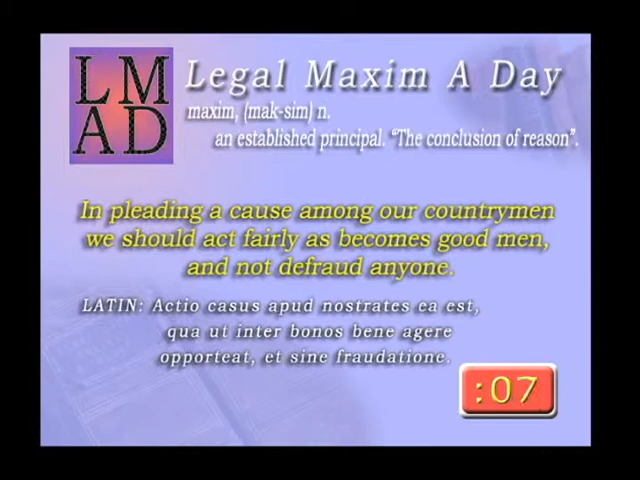 LM
AD
Legal Maxim A Day
maxim, (mak-sim) n.
an established principal. “The conclusion of reason”.
In pleading a cause among our countrymen
we should act fairly as becomes good men,
and not defraud anyone.
LATIN: Actio casus apud nostrates ea est,
qua ut inter bonos bene agere
opporteat, et sine fraudatione.
:07